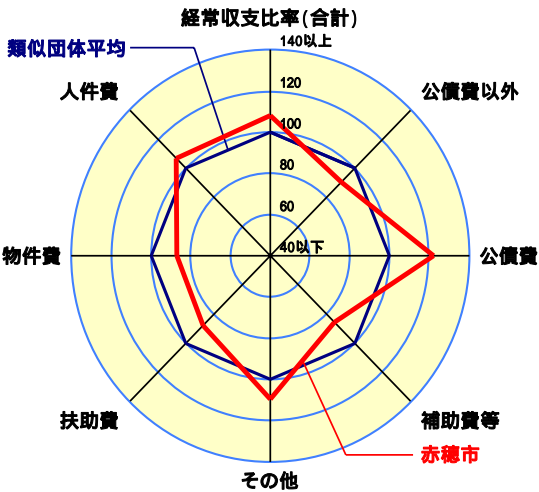 経常収支比率(合計)
140以上
類似団体平均
120
人件費
公債費以外
100
80
60
40以下
物件費
公債費
扶助費
補助費等
赤穂市
その他